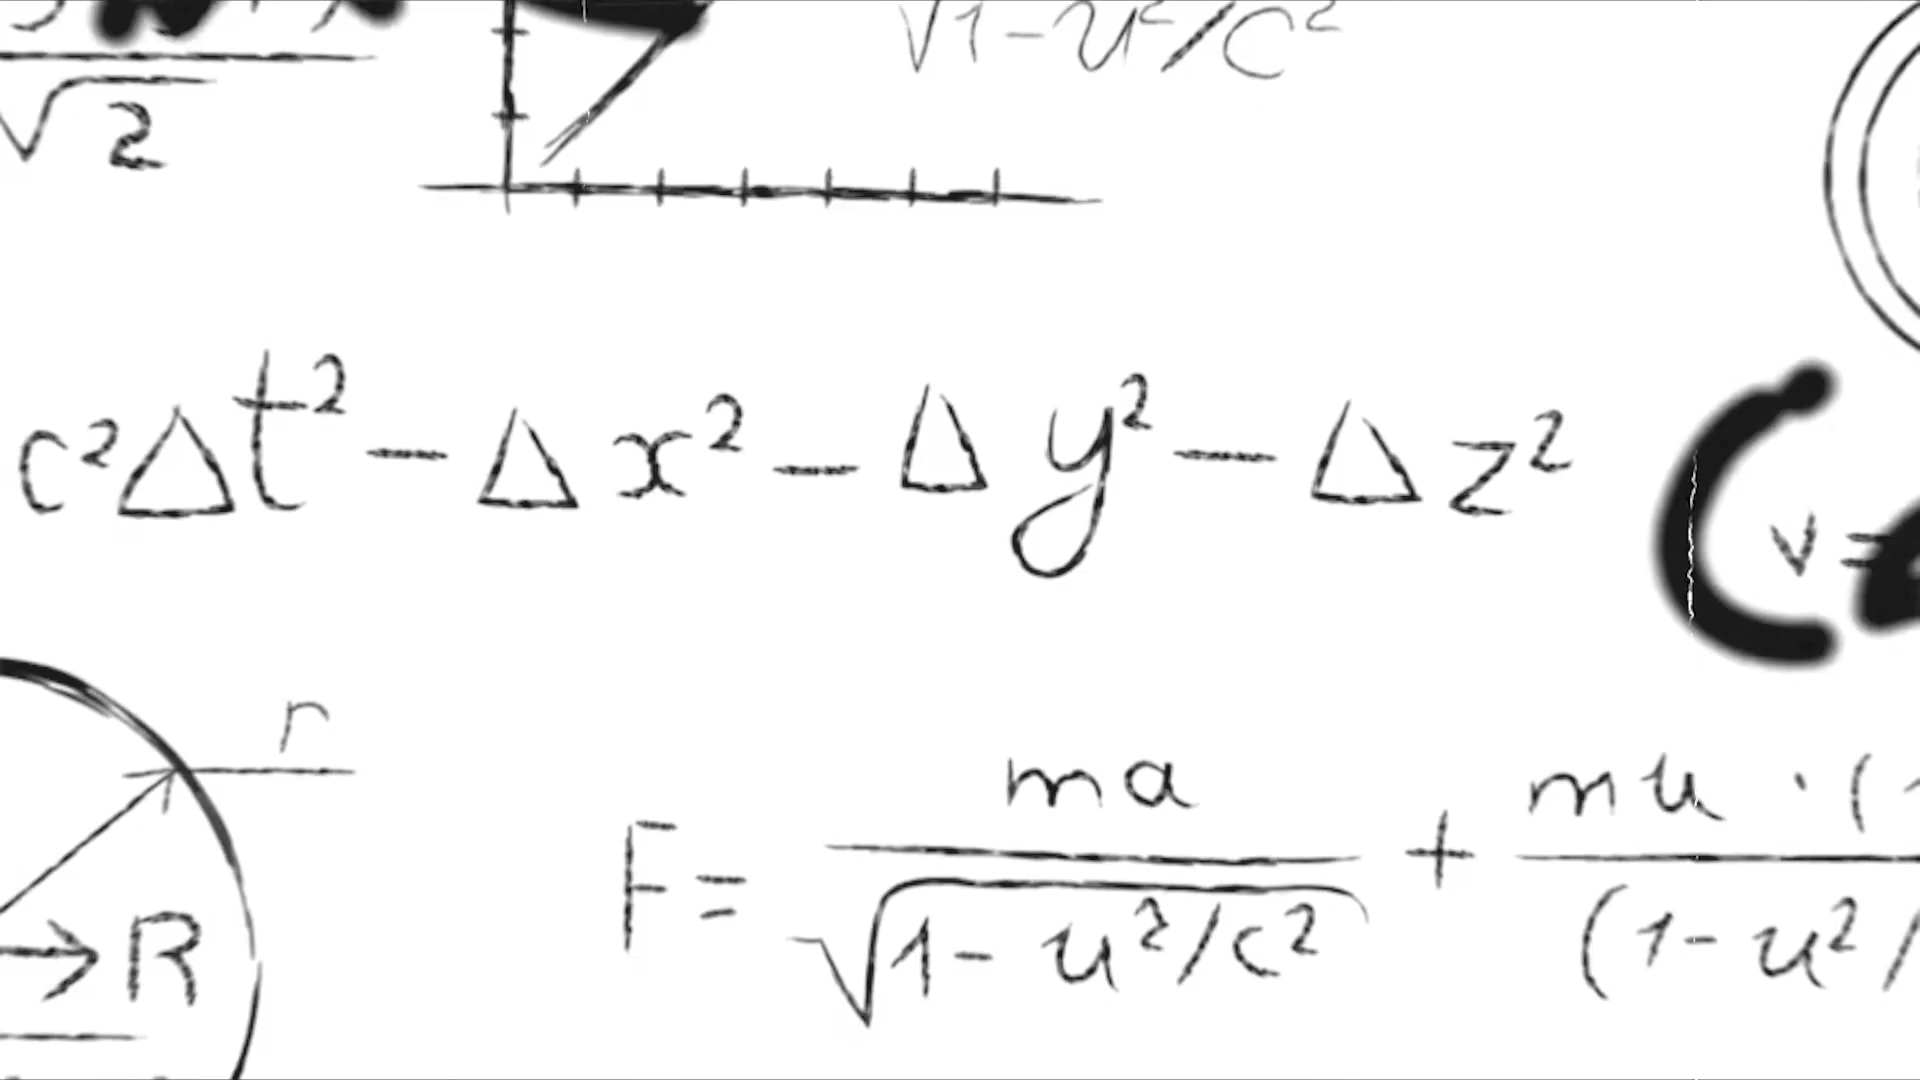 √1-u²/c²
√2
c²Δt² - Δx² - Δy² - Δz²
v=
r
F = ma/√1-u²/c² + mu·(
(1-u²/
→R